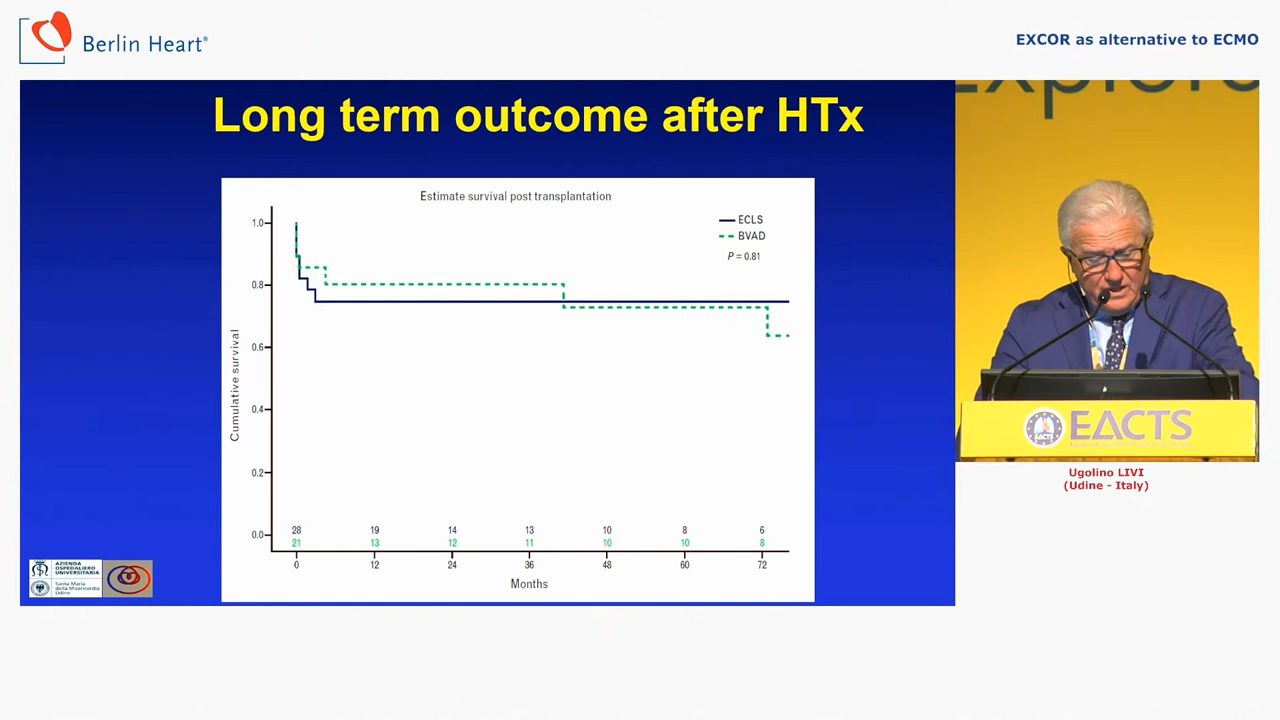 Berlin Heart®
EXCOR as alternative to ECMO
Long term outcome after HTx
Estimate survival post transplantation
ECLS
BVAD
P = 0.81
Cumulative survival
1.0
0.8
0.6
0.4
0.2
0.0
28 19 14 13 10 8 6
21 13 12 11 10 10 8
0 12 24 36 48 60 72
Months
AZIENDA
OSPEDALIERO
UNIVERSITARIA
Santa Maria
della Misericordia
Udine
EACTS
Ugolino LIVI
(Udine - Italy)